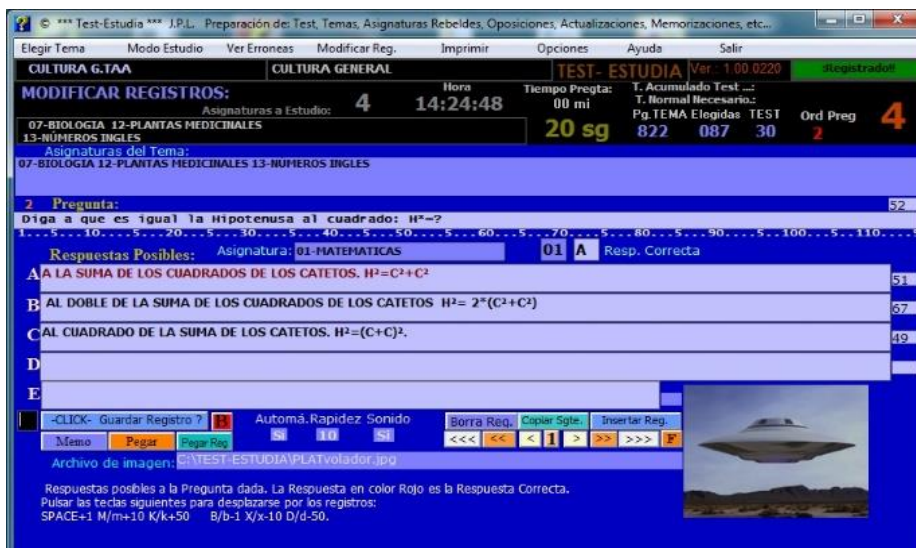 © *** Test-Estudia *** J.P.L. Preparación de: Test, Temas, Asignaturas Rebeldes, Oposiciones, Actualizaciones, Memorizaciones, etc...
Elegir Tema Modo Estudio Ver Erroneas Modificar Reg. Imprimir Opciones Ayuda Salir
CULTURA G.TAA CULTURA GENERAL TEST- ESTUDIA Ver.: 1.00.0220 ¡Registrado!!
MODIFICAR REGISTROS: Hora Tiempo Pregta: T. Acumulado Test ...:
Asignaturas a Estudio: 4 14:24:48 00 mi T. Normal Necesario.:
Pg.TEMA Elegidas TEST Ord Preg 4
07-BIOLOGIA 12-PLANTAS MEDICINALES 20 sg 822 087 30 2
13-NÚMEROS INGLES
Asignaturas del Tema:
07-BIOLOGIA 12-PLANTAS MEDICINALES 13-NÚMEROS INGLES
2 Pregunta: 52
Diga a que es igual la Hipotenusa al cuadrado: H²=?
1...5...10....5...20...5....30....5....40....5....50....5....60....5....70....5....80....5....90....5...100...5..110....
Respuestas Posibles: Asignatura: 01-MATEMATICAS 01 A Resp. Correcta
A A LA SUMA DE LOS CUADRADOS DE LOS CATETOS. H²=C²+C² 51
B AL DOBLE DE LA SUMA DE LOS CUADRADOS DE LOS CATETOS H²= 2*(C²+C²) 67
C AL CUADRADO DE LA SUMA DE LOS CATETOS. H²=(C+C)². 49
D
E
-CLICK- Guardar Registro ? B Automá.Rapidez Sonido Borra Reg. Copiar Sgte. Insertar Reg.
Memo Pegar Pegar Reg Si 10 Sí <<< << < 1 > >> >>> F
Archivo de imagen: C:\TEST-ESTUDIA\PLATvolador.jpg
Respuestas posbles a la Pregunta dada. La Respuesta en color Rojo es la Respuesta Correcta.
Pulsar las teclas siguientes para desplazarse por los registros:
SPACE+1 M/m+10 K/k+50 B/b-1 X/x-10 D/d-50.